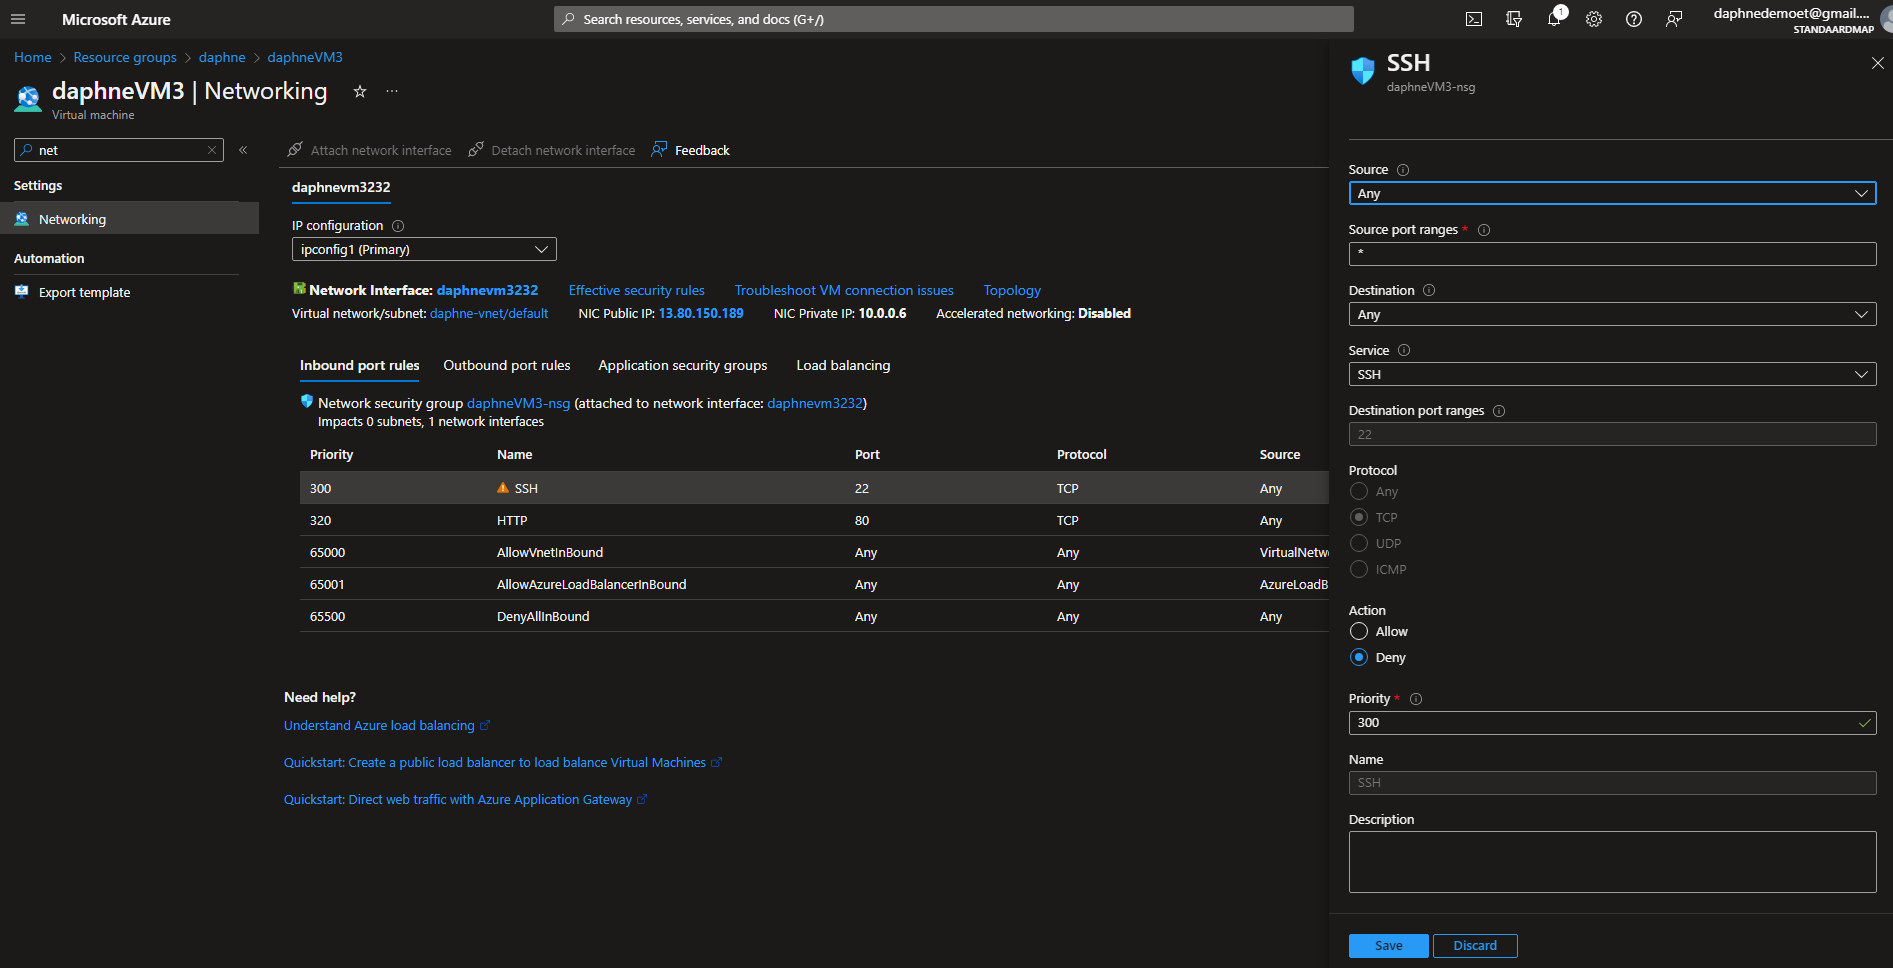 Microsoft Azure
Search resources, services, and docs (G+/)
1
daphnedemoet@gmail....
STANDAARDMAP
Home > Resource groups > daphne > daphneVM3
daphneVM3 | Networking
Virtual machine
net
Settings
Networking
Automation
Export template
Attach network interface Detach network interface Feedback
daphnevm3232
IP configuration
ipconfig1 (Primary)
Network Interface: daphnevm3232 Effective security rules Troubleshoot VM connection issues Topology
Virtual network/subnet: daphne-vnet/default NIC Public IP: 13.80.150.189 NIC Private IP: 10.0.0.6 Accelerated networking: Disabled
Inbound port rules Outbound port rules Application security groups Load balancing
Network security group daphneVM3-nsg (attached to network interface: daphnevm3232)
Impacts 0 subnets, 1 network interfaces
Priority Name Port Protocol Source
300 SSH 22 TCP Any
320 HTTP 80 TCP Any
65000 AllowVnetInBound Any Any VirtualNetw
65001 AllowAzureLoadBalancerInBound Any Any AzureLoadB
65500 DenyAllInBound Any Any Any
Need help?
Understand Azure load balancing
Quickstart: Create a public load balancer to load balance Virtual Machines
Quickstart: Direct web traffic with Azure Application Gateway
SSH
daphneVM3-nsg
Source
Any
Source port ranges *
*
Destination
Any
Service
SSH
Destination port ranges
22
Protocol
Any
TCP
UDP
ICMP
Action
Allow
Deny
Priority *
300
Name
SSH
Description
Save Discard